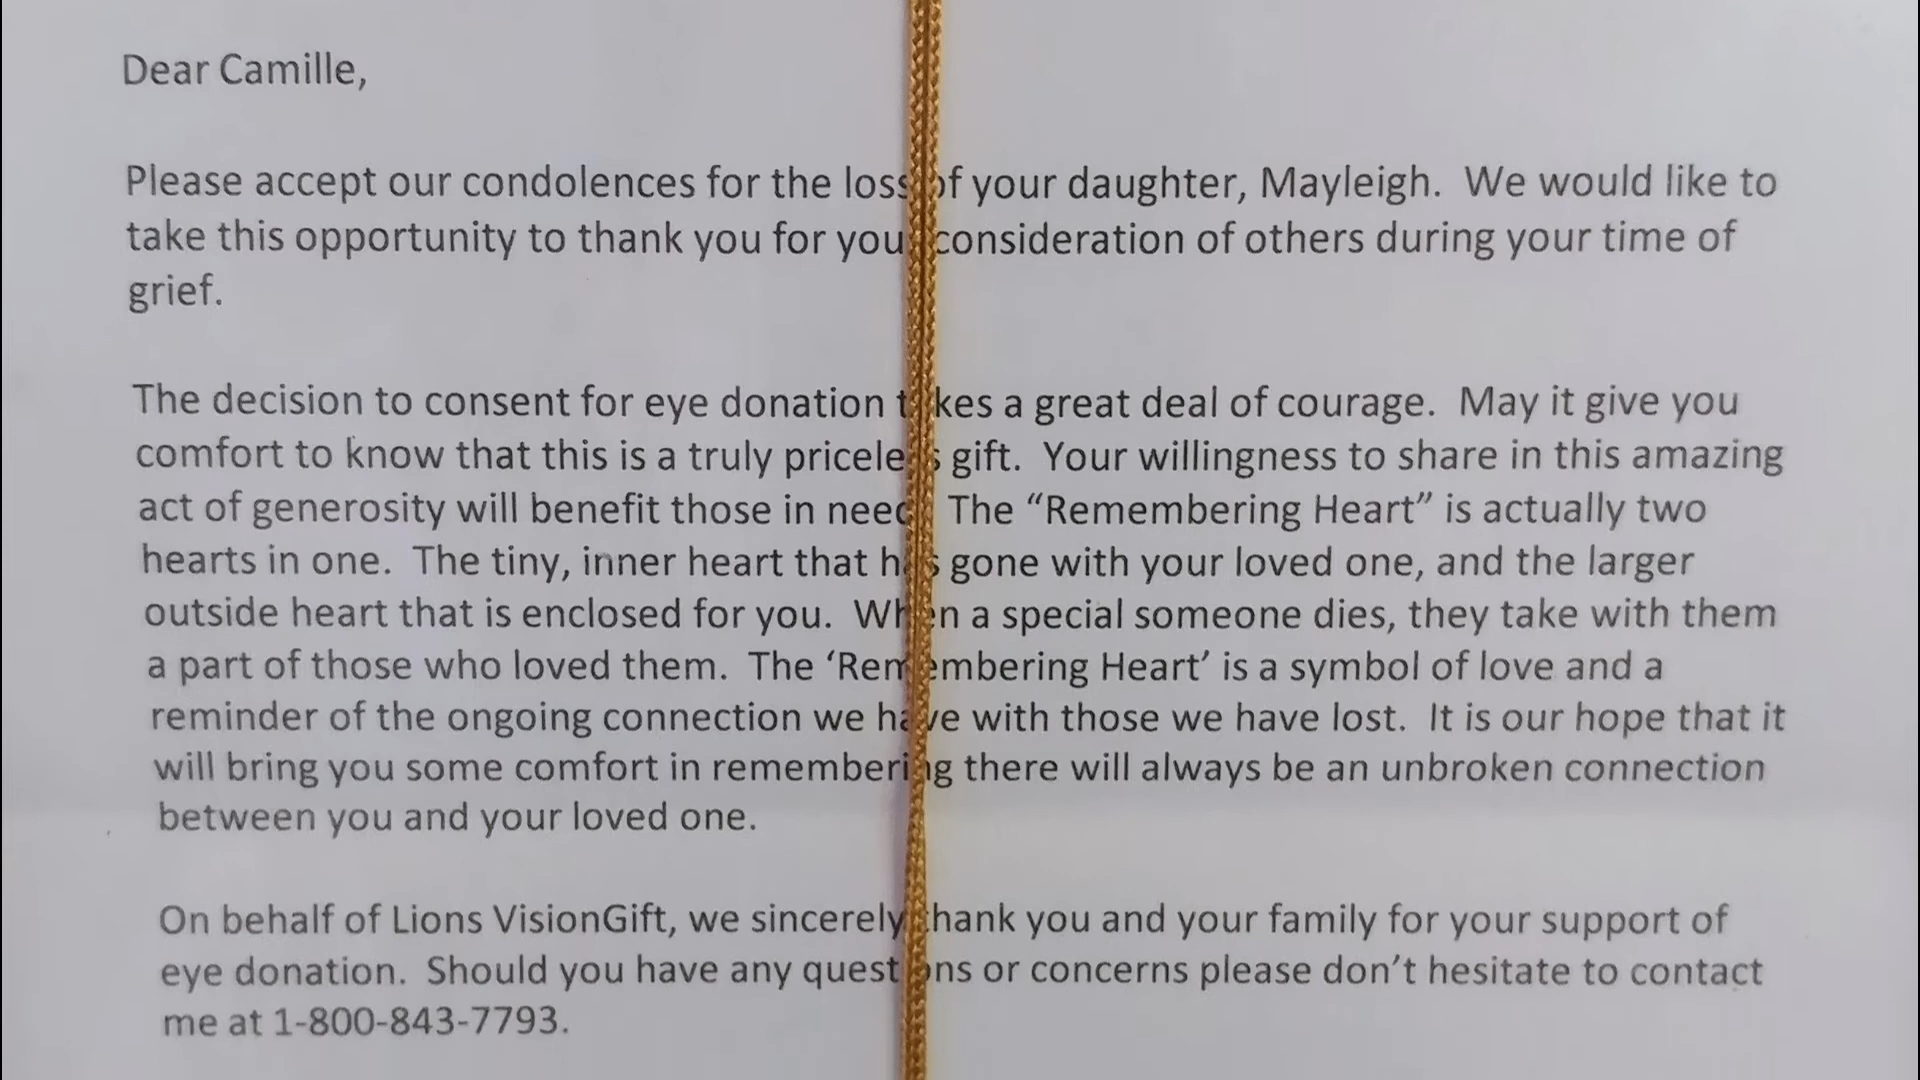 Dear Camille,
Please accept our condolences for the loss of your daughter, Mayleigh. We would like to
take this opportunity to thank you for your consideration of others during your time of
grief.
The decision to consent for eye donation takes a great deal of courage. May it give you
comfort to know that this is a truly priceless gift. Your willingness to share in this amazing
act of generosity will benefit those in need. The “Remembering Heart” is actually two
hearts in one. The tiny, inner heart that has gone with your loved one, and the larger
outside heart that is enclosed for you. When a special someone dies, they take with them
a part of those who loved them. The ‘Remembering Heart’ is a symbol of love and a
reminder of the ongoing connection we have with those we have lost. It is our hope that it
will bring you some comfort in remembering there will always be an unbroken connection
between you and your loved one.
On behalf of Lions VisionGift, we sincerely thank you and your family for your support of
eye donation. Should you have any questions or concerns please don’t hesitate to contact
me at 1-800-843-7793.